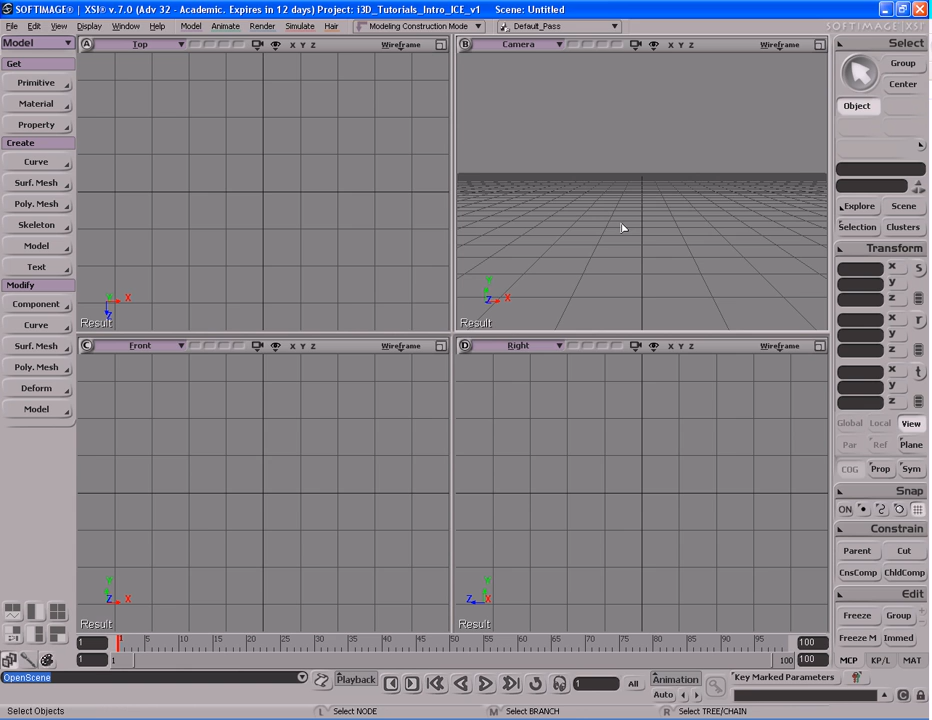 SOFTIMAGE® | XSI® v.7.0 (Adv 32 - Academic. Expires in 12 days) Project: i3D_Tutorials_Intro_ICE_v1 Scene: Untitled
File Edit View Display Window Help Model Animate Render Simulate Hair Modeling Construction Mode Default_Pass SOFTIMAGE|XSI
Model
Get
Primitive
Material
Property
Create
Curve
Surf. Mesh
Poly. Mesh
Skeleton
Model
Text
Modify
Component
Curve
Surf. Mesh
Poly. Mesh
Deform
Model
A Top X Y Z Wireframe
Y X
Z
Result
B Camera X Y Z Wireframe
Y
Z X
Result
C Front X Y Z Wireframe
Y
Z X
Result
D Right X Y Z Wireframe
Y
Z X
Result
Select
Group
Center
Object
Explore Scene
Selection Clusters
Transform
x s
y
z
x r
y
z
x t
y
z
Global Local View
Par Ref Plane
COG Prop Sym
Snap
ON
Constrain
Parent Cut
CnsComp ChldComp
Edit
Freeze Group
Freeze M Immed
MCP KP/L MAT
1 1 5 10 15 20 25 30 35 40 45 50 55 60 65 70 75 80 85 90 95 100
1 1 100 100
OpenScene Playback 1 All Animation Key Marked Parameters
Auto
Select Objects L Select NODE M Select BRANCH R Select TREE/CHAIN